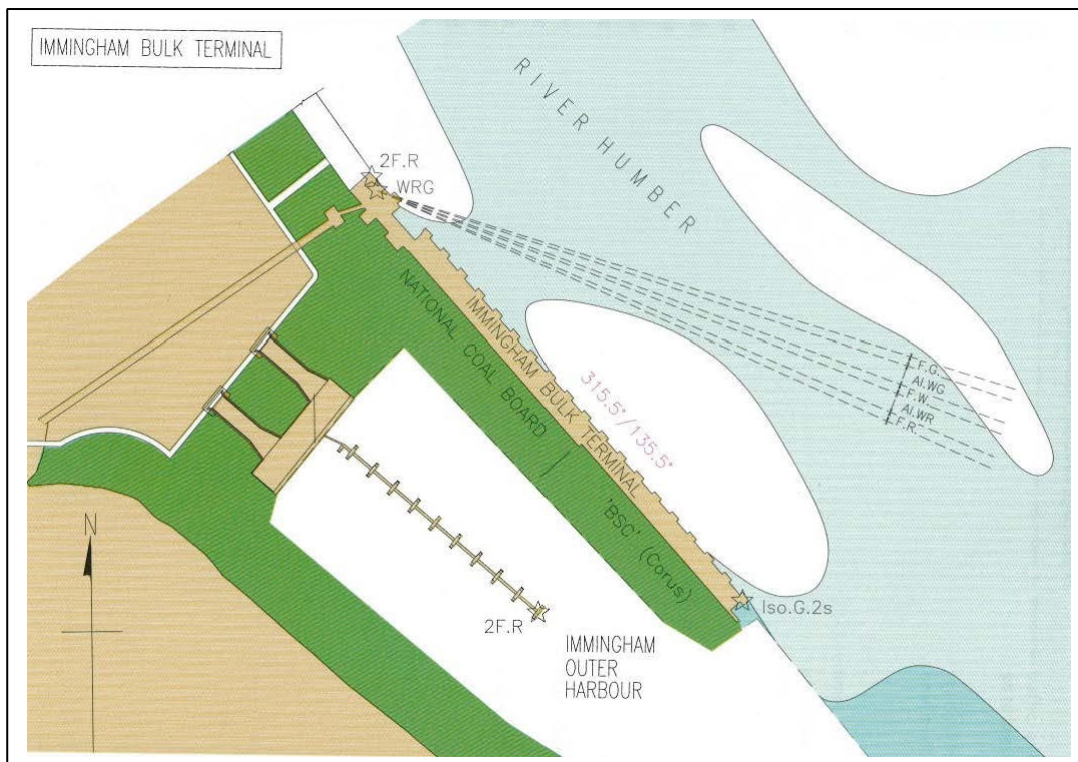 IMMINGHAM BULK TERMINAL
RIVER HUMBER
2F.R
WRG
NATIONAL COAL BOARD
IMMINGHAM BULK TERMINAL
315.5°/135.5°
'BSC' (Corus)
F.G.
Al.WG
F.W.
Al.WR
F.R.
Iso.G.2s
2F.R
IMMINGHAM
OUTER
HARBOUR
N